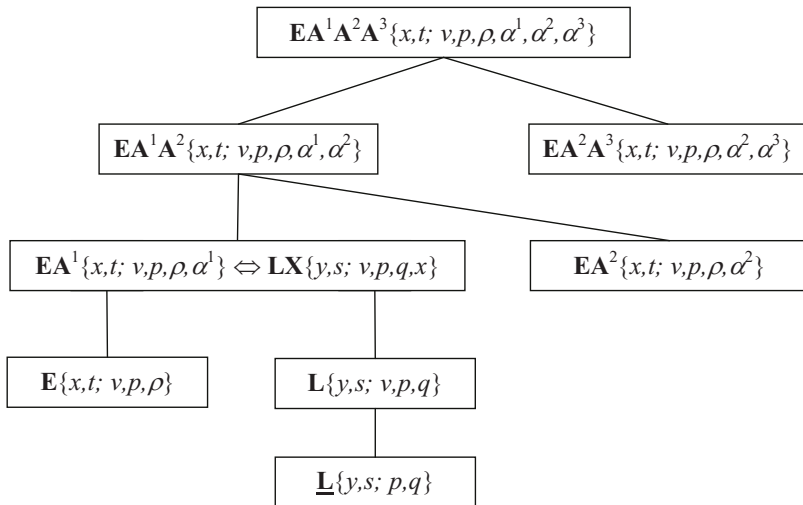 EA¹A²A³{x,t; v,p,ρ,α¹,α²,α³}
EA¹A²{x,t; v,p,ρ,α¹,α²}
EA²A³{x,t; v,p,ρ,α²,α³}
EA¹{x,t; v,p,ρ,α¹} ⇔ LX{y,s; v,p,q,x}
EA²{x,t; v,p,ρ,α²}
E{x,t; v,p,ρ}
L{y,s; v,p,q}
L{y,s; p,q}